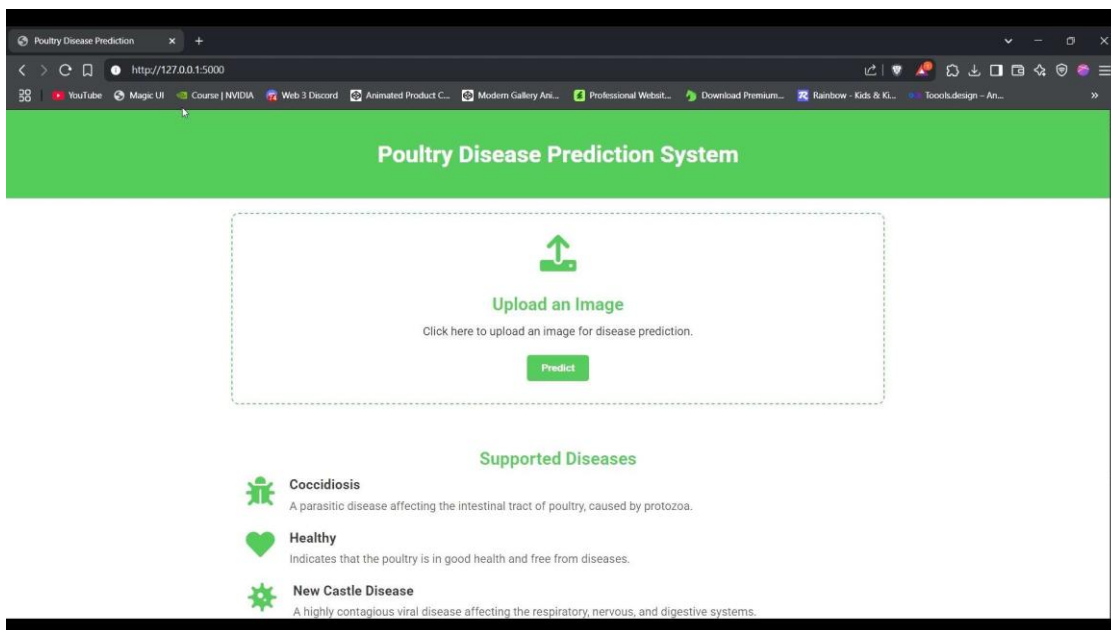 Poultry Disease Prediction
http://127.0.0.1:5000
YouTube Magic UI Course | NVIDIA Web 3 Discord Animated Product C... Modern Gallery Ani... Professional Websit... Download Premium... Rainbow - Kids & Ki... Toools.design – An...
Poultry Disease Prediction System
Upload an Image
Click here to upload an image for disease prediction.
Predict
Supported Diseases
Coccidiosis
A parasitic disease affecting the intestinal tract of poultry, caused by protozoa.
Healthy
Indicates that the poultry is in good health and free from diseases.
New Castle Disease
A highly contagious viral disease affecting the respiratory, nervous, and digestive systems.